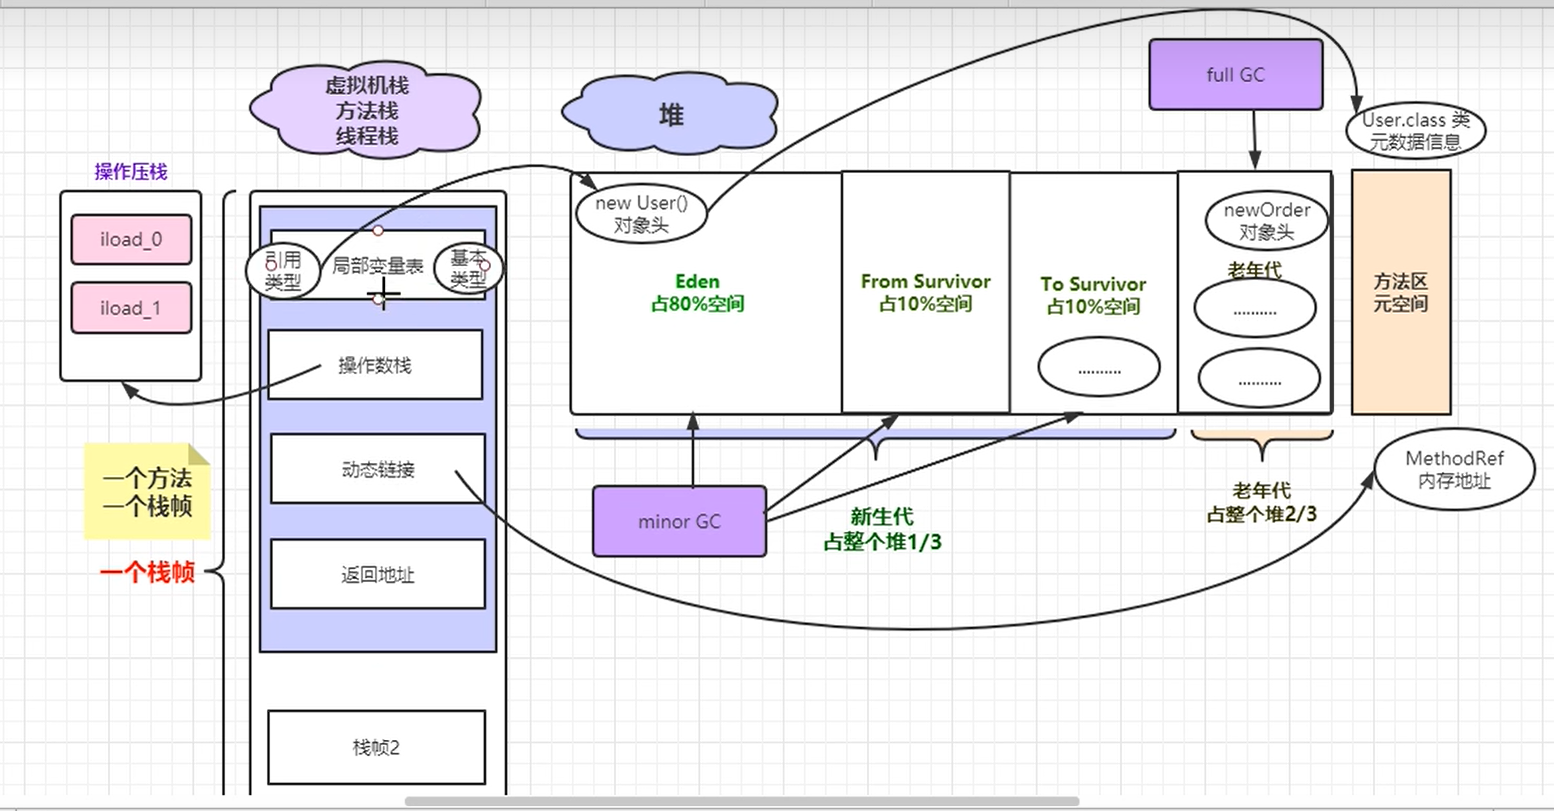 虚拟机栈
方法栈
线程栈
堆
full GC
User.class 类
元数据信息
操作压栈
iload_0
iload_1
引用
类型
局部变量表
基本
类型
操作数栈
动态链接
返回地址
栈帧2
一个方法
一个栈帧
一个栈帧
new User()
对象头
Eden
占80%空间
From Survivor
占10%空间
To Survivor
占10%空间
..........
newOrder
对象头
老年代
..........
..........
方法区
元空间
minor GC
新生代
占整个堆1/3
老年代
占整个堆2/3
MethodRef
内存地址